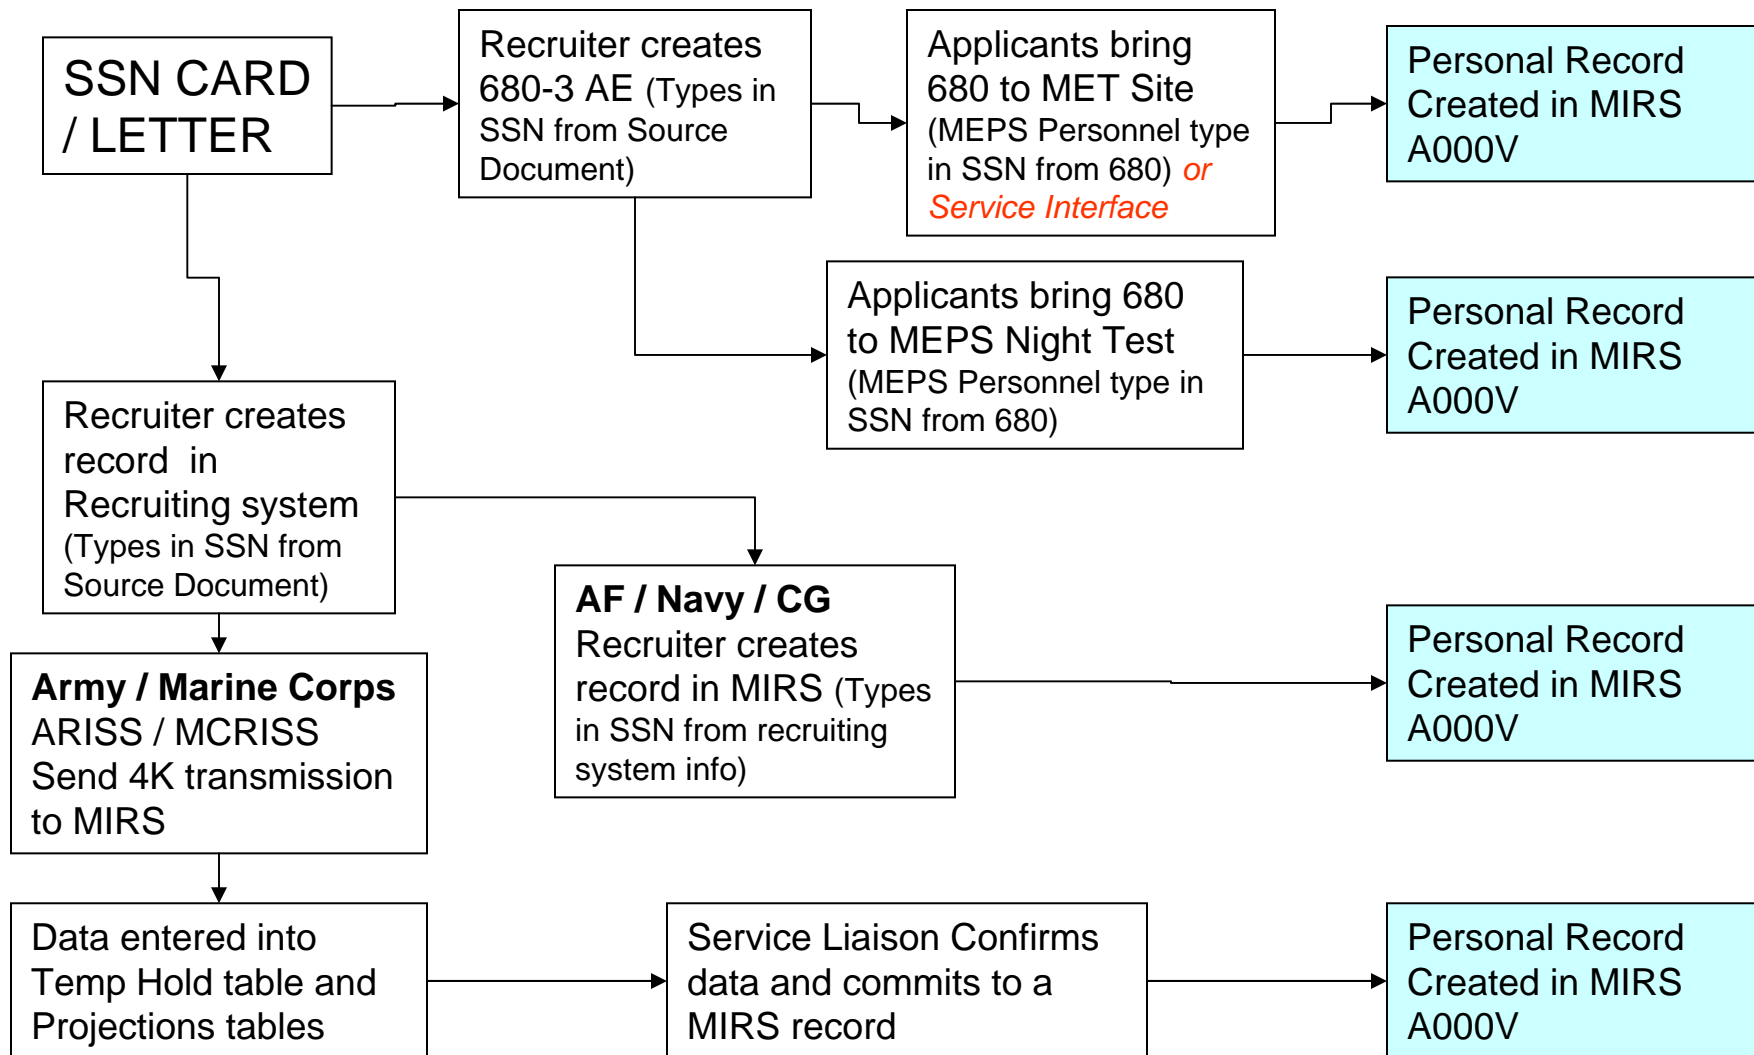 SSN CARD
/ LETTER
Recruiter creates
680-3 AE (Types in
SSN from Source
Document)
Applicants bring
680 to MET Site
(MEPS Personnel type
in SSN from 680) or
Service Interface
Personal Record
Created in MIRS
A000V
Applicants bring 680
to MEPS Night Test
(MEPS Personnel type in
SSN from 680)
Personal Record
Created in MIRS
A000V
Recruiter creates
record in
Recruiting system
(Types in SSN from
Source Document)
AF / Navy / CG
Recruiter creates
record in MIRS (Types
in SSN from recruiting
system info)
Personal Record
Created in MIRS
A000V
Army / Marine Corps
ARISS / MCRISS
Send 4K transmission
to MIRS
Data entered into
Temp Hold table and
Projections tables
Service Liaison Confirms
data and commits to a
MIRS record
Personal Record
Created in MIRS
A000V